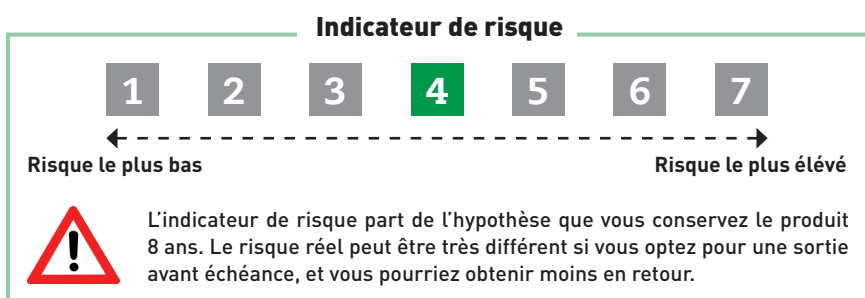 Indicateur de risque
1 2 3 4 5 6 7
Risque le plus bas Risque le plus élévé
L'indicateur de risque part de l'hypothèse que vous conservez le produit
8 ans. Le risque réel peut être très différent si vous optez pour une sortie
avant échéance, et vous pourriez obtenir moins en retour.